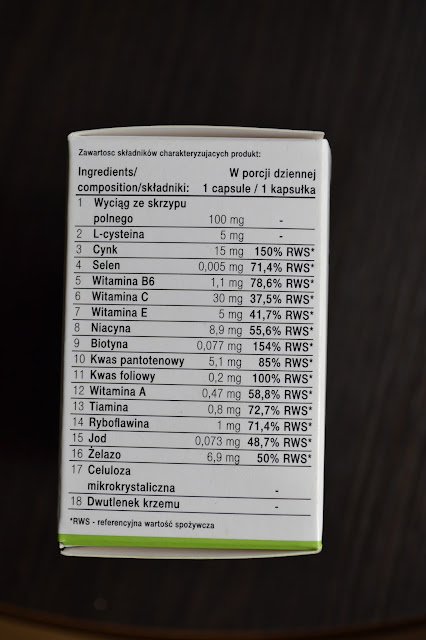 Zawartosc składników charakteryzujacych produkt:
Ingredients/ W porcji dziennej
composition/składniki: 1 capsule / 1 kapsułka
1 Wyciąg ze skrzypu
polnego 100 mg -
2 L-cysteina 5 mg -
3 Cynk 15 mg 150% RWS*
4 Selen 0,005 mg 71,4% RWS*
5 Witamina B6 1,1 mg 78,6% RWS*
6 Witamina C 30 mg 37,5% RWS*
7 Witamina E 5 mg 41,7% RWS*
8 Niacyna 8,9 mg 55,6% RWS*
9 Biotyna 0,077 mg 154% RWS*
10 Kwas pantotenowy 5,1 mg 85% RWS*
11 Kwas foliowy 0,2 mg 100% RWS*
12 Witamina A 0,47 mg 58,8% RWS*
13 Tiamina 0,8 mg 72,7% RWS*
14 Ryboflawina 1 mg 71,4% RWS*
15 Jod 0,073 mg 48,7% RWS*
16 Żelazo 6,9 mg 50% RWS*
17 Celuloza
mikrokrystaliczna -
18 Dwutlenek krzemu -
*RWS - referencyjna wartość spożywcza